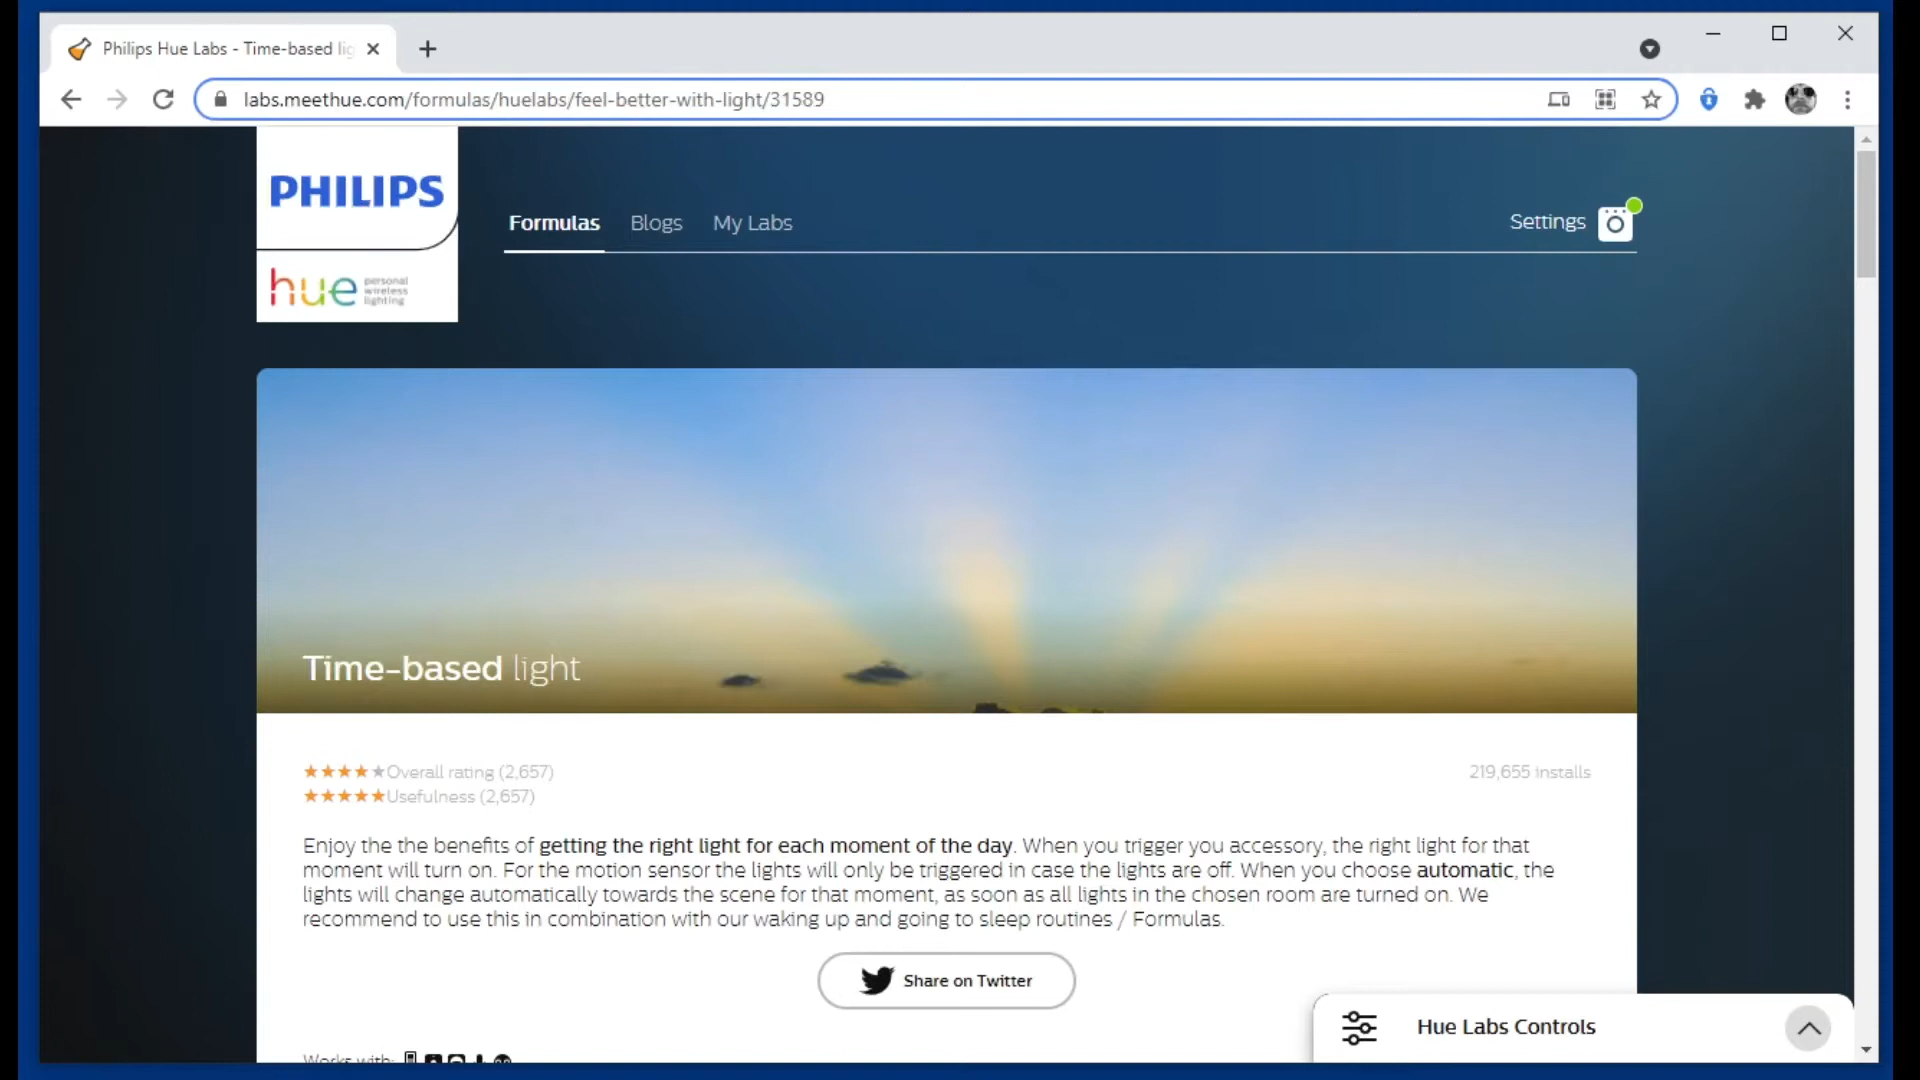 Philips Hue Labs - Time-based lig
labs.meethue.com/formulas/huelabs/feel-better-with-light/31589
PHILIPS
hue personal
wireless
lighting
Formulas Blogs My Labs
Settings
Time-based light
Overall rating (2,657)
219,655 installs
Usefulness (2,657)
Enjoy the the benefits of getting the right light for each moment of the day. When you trigger you accessory, the right light for that
moment will turn on. For the motion sensor the lights will only be triggered in case the lights are off. When you choose automatic, the
lights will change automatically towards the scene for that moment, as soon as all lights in the chosen room are turned on. We
recommend to use this in combination with our waking up and going to sleep routines / Formulas.
Share on Twitter
Hue Labs Controls
Works with: